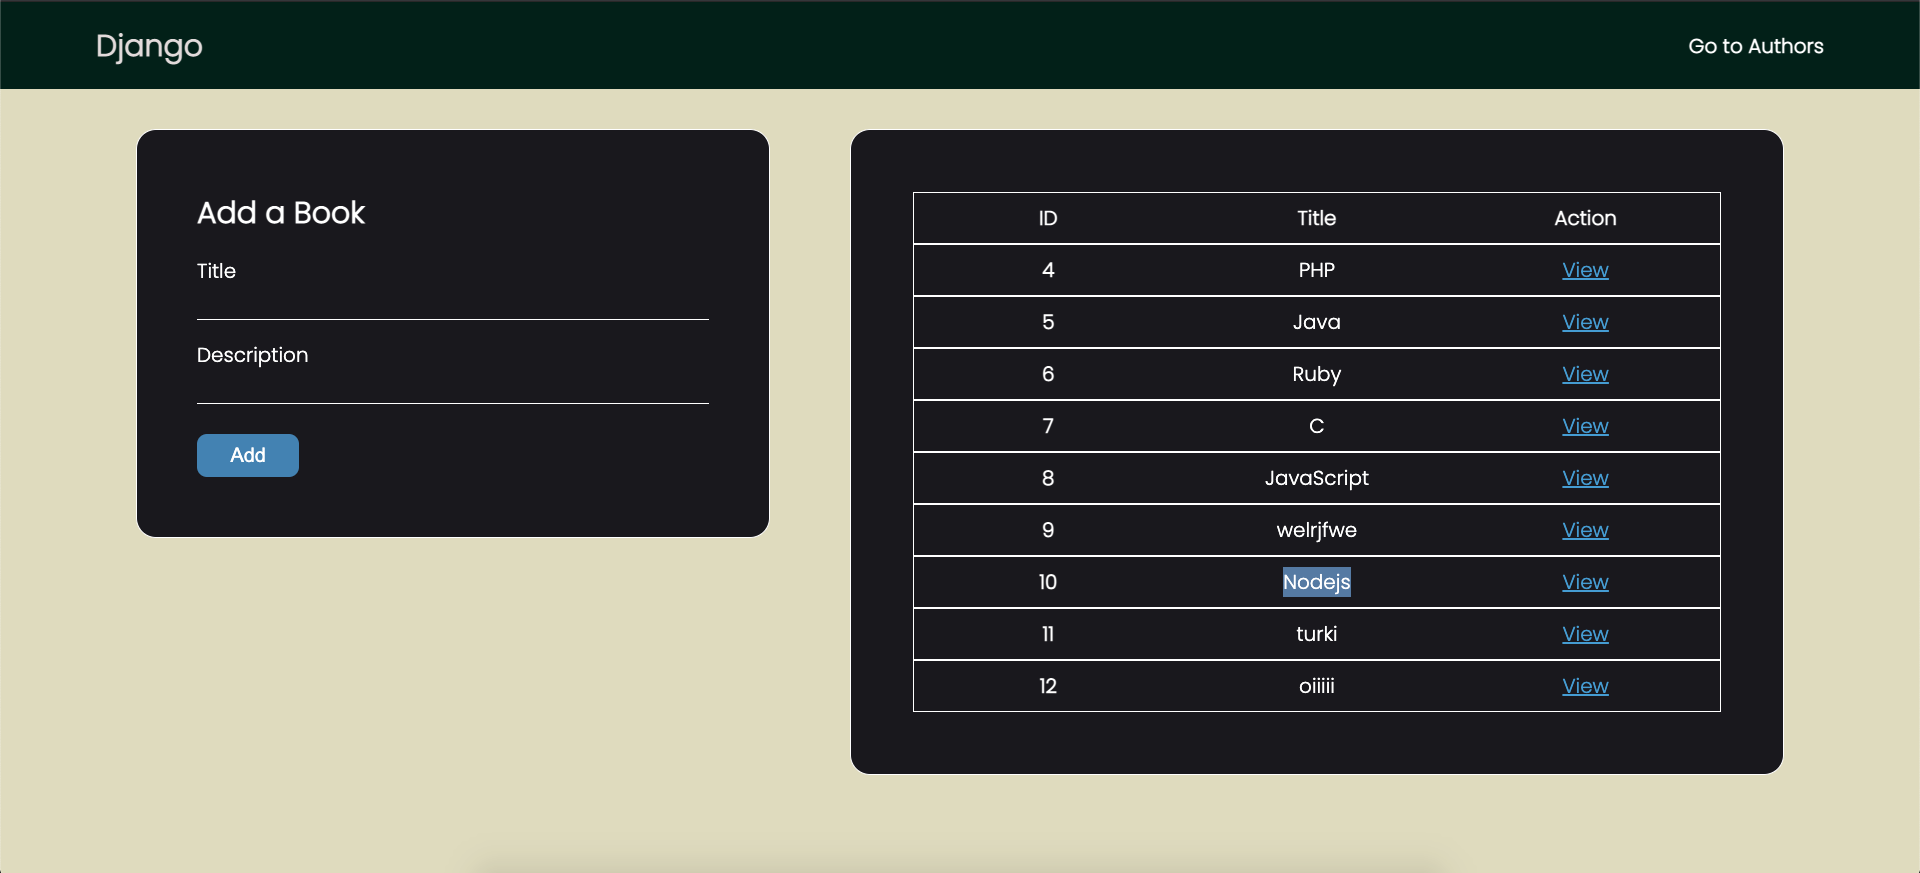 Django
Go to Authors
Add a Book
Title
Description
Add
ID Title Action
4 PHP View
5 Java View
6 Ruby View
7 C View
8 JavaScript View
9 welrjfwe View
10 Nodejs View
11 turki View
12 oiiiii View